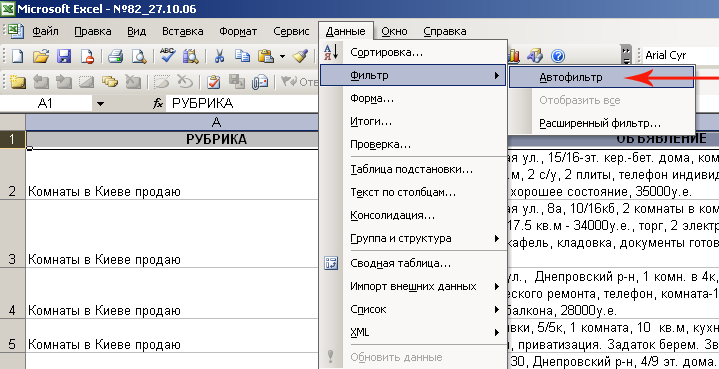 Microsoft Excel - №82_27.10.06
Файл Правка Вид Вставка Формат Сервис Данные Окно Справка
Arial Cyr
Сортировка...
Фильтр
Автофильтр
Отобразить все
Расширенный фильтр...
Форма...
Итоги...
Проверка...
Таблица подстановки...
Текст по столбцам...
Консолидация...
Группа и структура
Сводная таблица...
Импорт внешних данных
Список
XML
Обновить данные
A1 РУБРИКА
A
1 РУБРИКА ОБЪЯВЛЕНИЕ
ул., 15/16-эт. кер.-бет. дома, ком
м, 2 с/у, 2 плиты, телефон индивид
2 Комнаты в Киеве продаю хорошее состояние, 35000у.е.
ул., 8а, 10/16кб, 2 комнаты в ком
17.5 кв.м - 34000у.е., торг, 2 электр
3 Комнаты в Киеве продаю кафель, кладовка, документы готов
ул., Днепровский р-н, 1 комн. в 4к,
ческого ремонта, телефон, комната-1
4 Комнаты в Киеве продаю балкона, 28000у.е.
вки, 5/5к, 1 комната, 10 кв.м, кухн
5 Комнаты в Киеве продаю н, приватизация. Задаток берем. Зв
30, Днепровский р-н, 4/9 эт. дома.